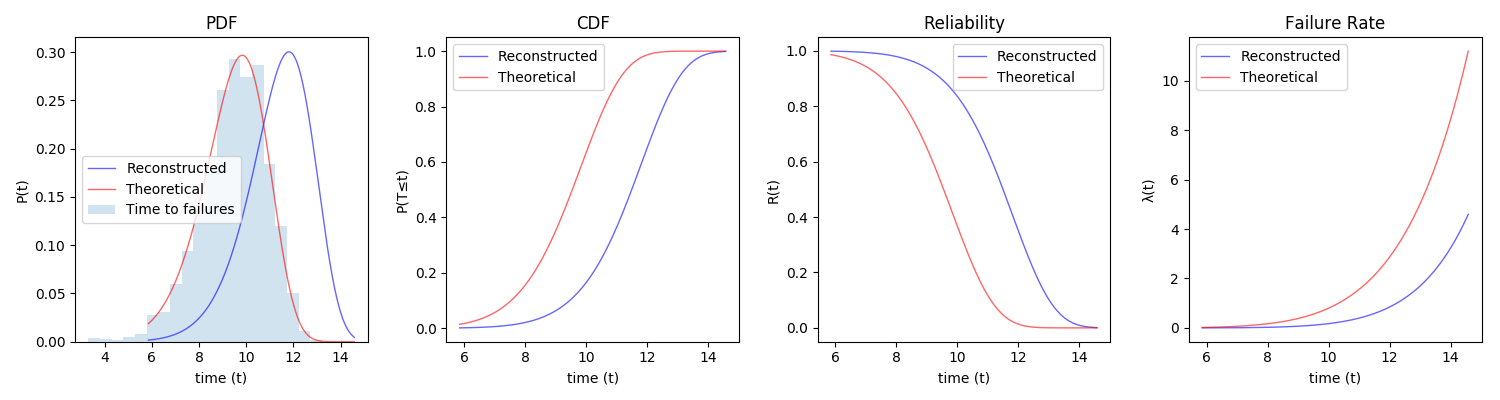 PDF
P(t)
0.30
0.25
0.20
0.15
0.10
0.05
0.00
Reconstructed
Theoretical
Time to failures
4 6 8 10 12 14
time (t)
CDF
P(T≤t)
1.0
0.8
0.6
0.4
0.2
0.0
Reconstructed
Theoretical
6 8 10 12 14
time (t)
Reliability
R(t)
1.0
0.8
0.6
0.4
0.2
0.0
Reconstructed
Theoretical
6 8 10 12 14
time (t)
Failure Rate
λ(t)
10
8
6
4
2
0
Reconstructed
Theoretical
6 8 10 12 14
time (t)